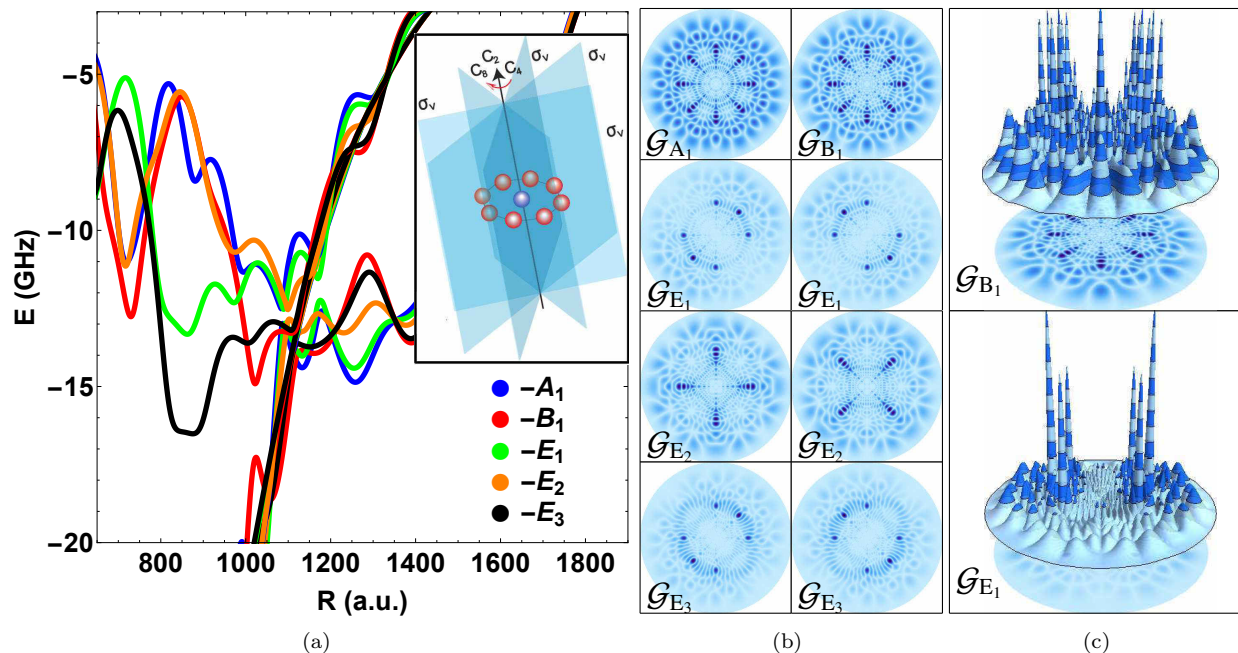 −5
−10
−15
−20
E (GHz)
800 1000 1200 1400 1600 1800
R (a.u.)
C₂
C₈ C₄
σᵥ
σᵥ
σᵥ
σᵥ
−A₁
−B₁
−E₁
−E₂
−E₃
(a)
𝒢A₁ 𝒢B₁
𝒢E₁ 𝒢E₁
𝒢E₂ 𝒢E₂
𝒢E₃ 𝒢E₃
(b)
𝒢B₁
𝒢E₁
(c)